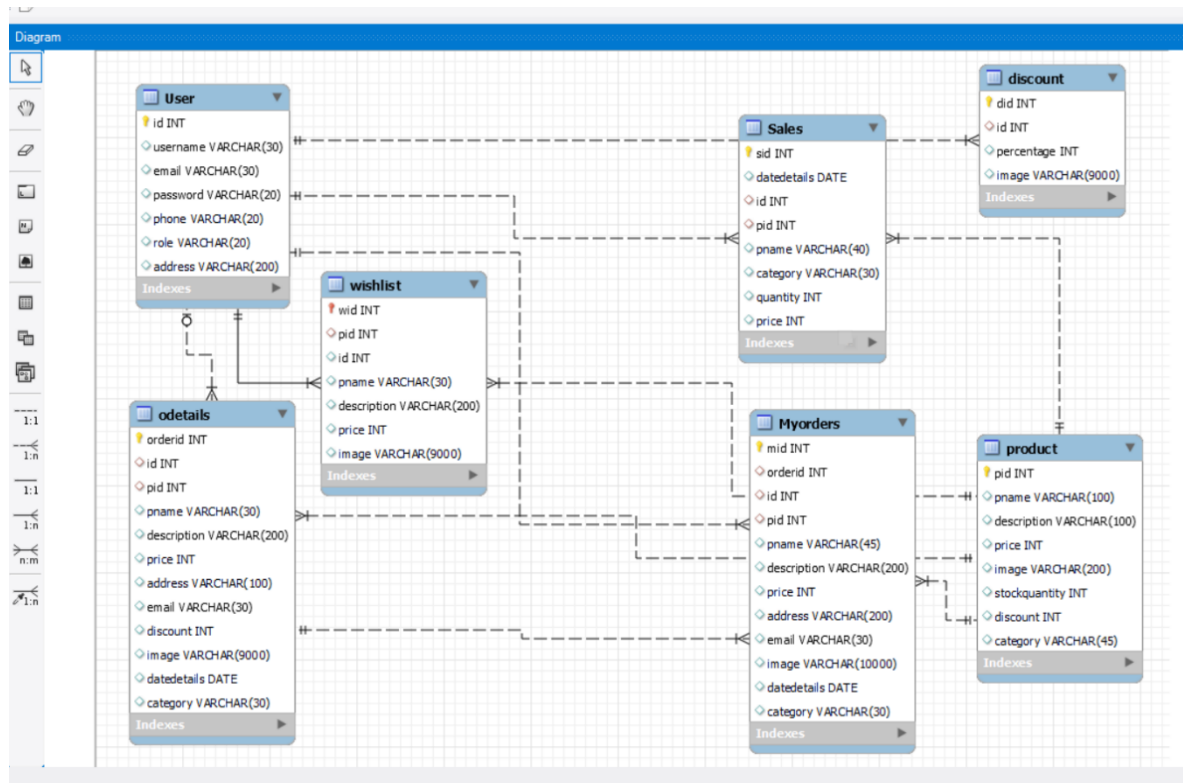 Diagram
User
id INT
username VARCHAR(30)
email VARCHAR(30)
password VARCHAR(20)
phone VARCHAR(20)
role VARCHAR(20)
address VARCHAR(200)
Indexes
wishlist
wid INT
pid INT
id INT
pname VARCHAR(30)
description VARCHAR(200)
price INT
image VARCHAR(9000)
Indexes
odetails
orderid INT
id INT
pid INT
pname VARCHAR(30)
description VARCHAR(200)
price INT
address VARCHAR(100)
email VARCHAR(30)
discount INT
image VARCHAR(9000)
datedetails DATE
category VARCHAR(30)
Indexes
Sales
sid INT
datedetails DATE
id INT
pid INT
pname VARCHAR(40)
category VARCHAR(30)
quantity INT
price INT
Indexes
discount
did INT
id INT
percentage INT
image VARCHAR(9000)
Indexes
Myorders
mid INT
orderid INT
id INT
pid INT
pname VARCHAR(45)
description VARCHAR(200)
price INT
address VARCHAR(200)
email VARCHAR(30)
image VARCHAR(10000)
datedetails DATE
category VARCHAR(30)
Indexes
product
pid INT
pname VARCHAR(100)
description VARCHAR(100)
price INT
image VARCHAR(200)
stockquantity INT
discount INT
category VARCHAR(45)
Indexes
1:1
1:n
1:1
1:n
n:m
1:n